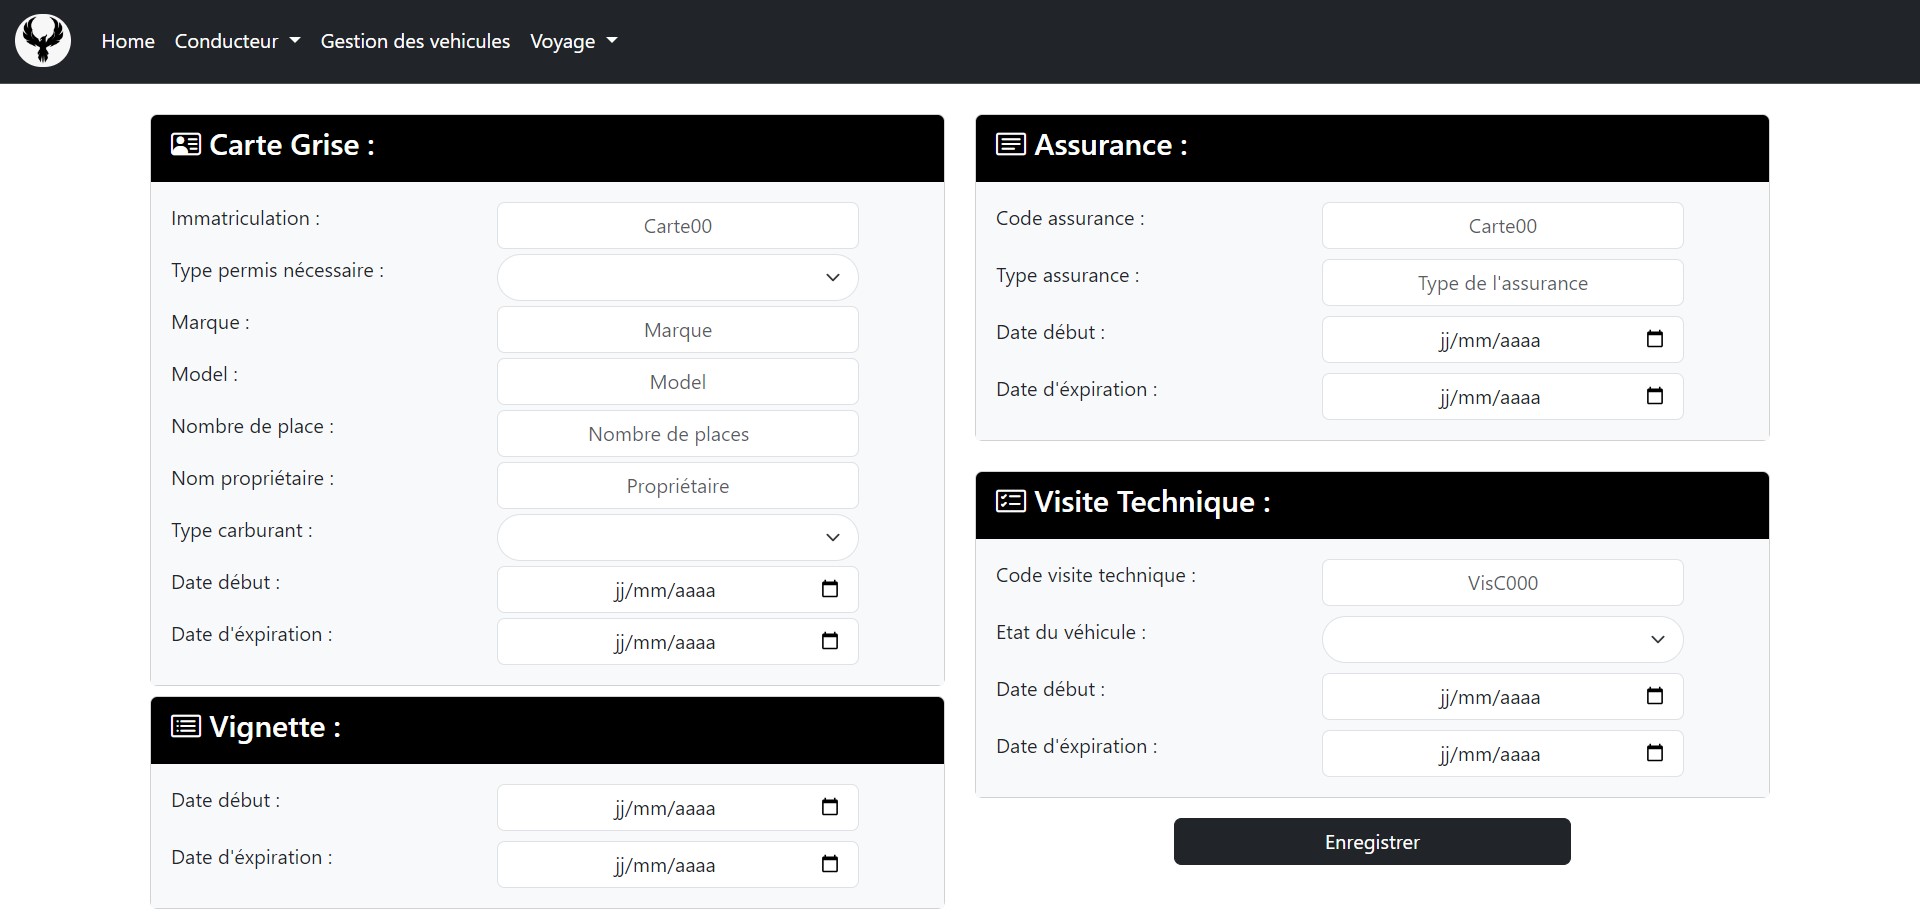 Home Conducteur Gestion des vehicules Voyage
Carte Grise :
Immatriculation : Carte00
Type permis nécessaire :
Marque : Marque
Model : Model
Nombre de place : Nombre de places
Nom propriétaire : Propriétaire
Type carburant :
Date début : jj/mm/aaaa
Date d'éxpiration : jj/mm/aaaa
Vignette :
Date début : jj/mm/aaaa
Date d'éxpiration : jj/mm/aaaa
Assurance :
Code assurance : Carte00
Type assurance : Type de l'assurance
Date début : jj/mm/aaaa
Date d'éxpiration : jj/mm/aaaa
Visite Technique :
Code visite technique : VisC000
Etat du véhicule :
Date début : jj/mm/aaaa
Date d'éxpiration : jj/mm/aaaa
Enregistrer